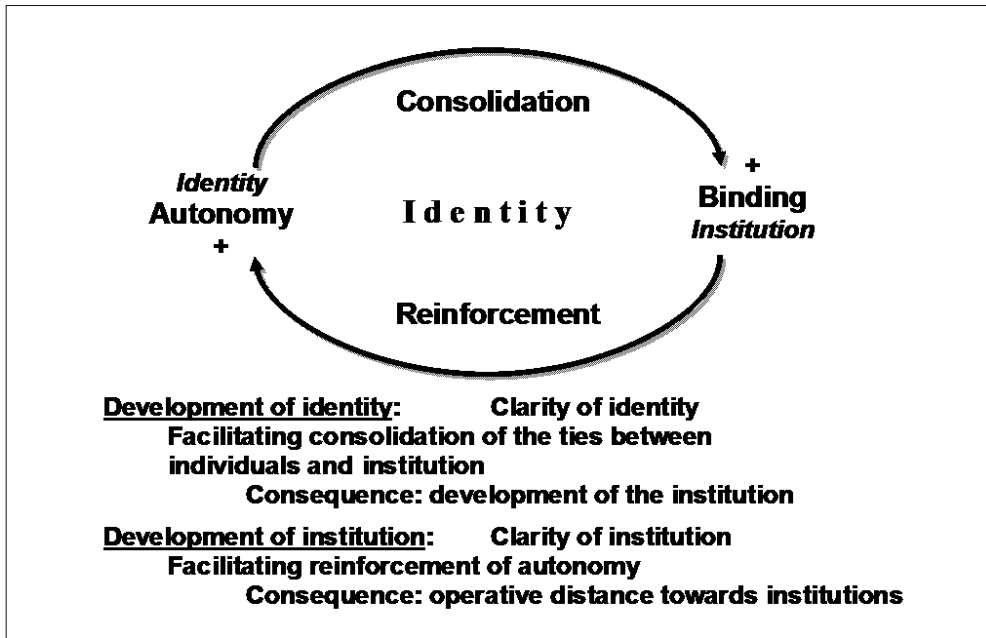 Consolidation
+
Identity
Autonomy
+
Identity
Binding
Institution
Reinforcement
Development of identity: Clarity of identity
Facilitating consolidation of the ties between
individuals and institution
Consequence: development of the institution
Development of institution: Clarity of institution
Facilitating reinforcement of autonomy
Consequence: operative distance towards institutions